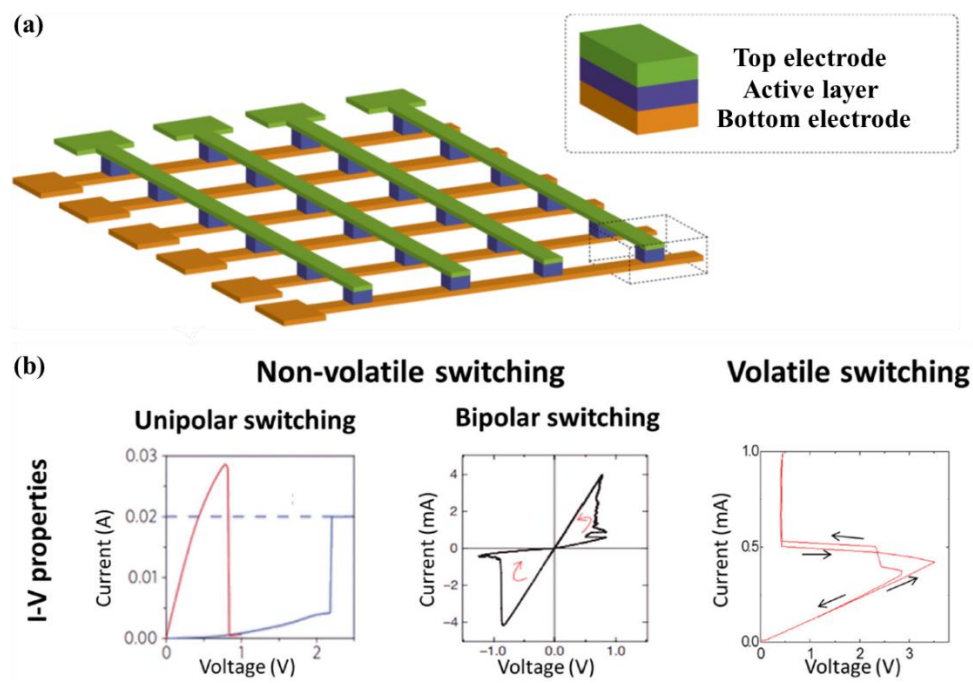 (a)
Top electrode
Active layer
Bottom electrode
(b)
Non-volatile switching
Volatile switching
Unipolar switching
Bipolar switching
I-V properties
Current (A)
0.03
0.02
0.01
0.00
0
1
2
Voltage (V)
Current (mA)
4
2
0
−2
−4
−1.0
0.0
1.0
Voltage (V)
Current (mA)
1.0
0.5
0.0
0
1
2
3
Voltage (V)